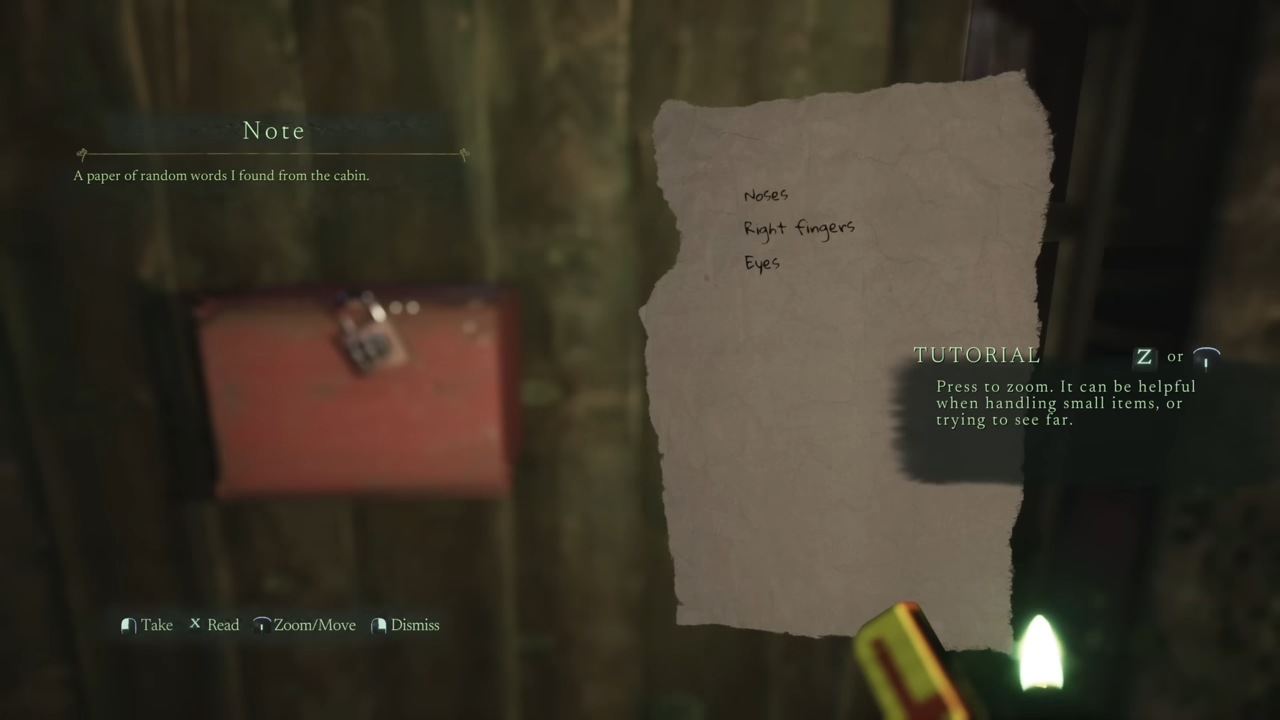 Note
A paper of random words I found from the cabin.
Noses
Right fingers
Eyes
TUTORIAL Z or
Press to zoom. It can be helpful
when handling small items, or
trying to see far.
Take X Read Zoom/Move Dismiss